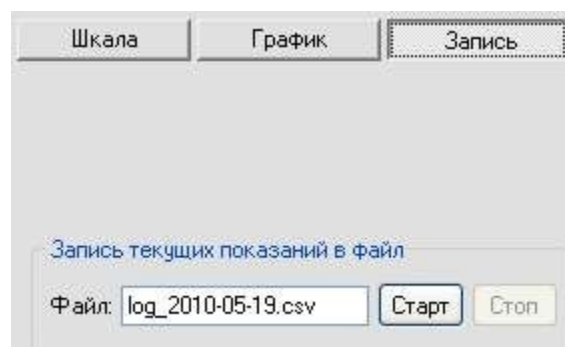 Шкала График Запись
Запись текущих показаний в файл
Файл: log_2010-05-19.csv Старт Стоп